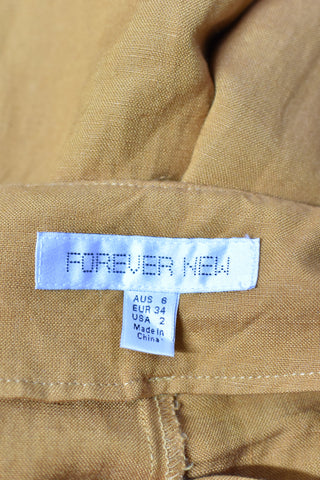 FOREVER NEW
AUS 6
EUR 34
USA 2
Made in
China